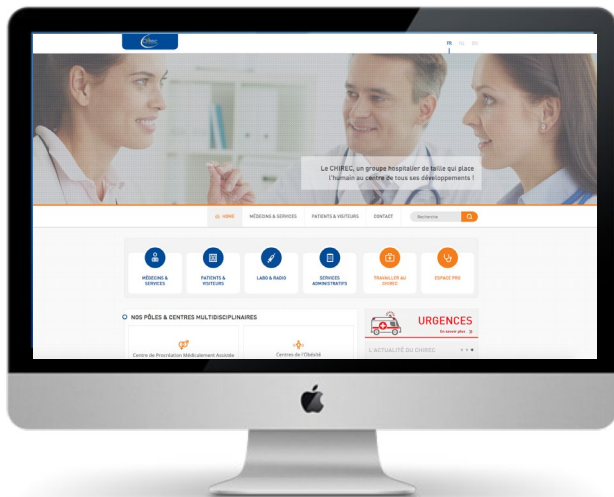 Chirec
FR NL EN
Le CHIREC, un groupe hospitalier de taille qui place
l'humain au centre de tous ses développements !
HOME MÉDECINS & SERVICES PATIENTS & VISITEURS CONTACT Recherche
MÉDECINS &
SERVICES
PATIENTS &
VISITEURS
LABO & RADIO
SERVICES
ADMINISTRATIFS
TRAVAILLER AU
CHIREC
ESPACE PRO
NOS PÔLES & CENTRES MULTIDISCIPLINAIRES
URGENCES
En savoir plus
Centre de Procréation Médicalement Assistée
Centres de l'Obésité
L'ACTUALITÉ DU CHIREC